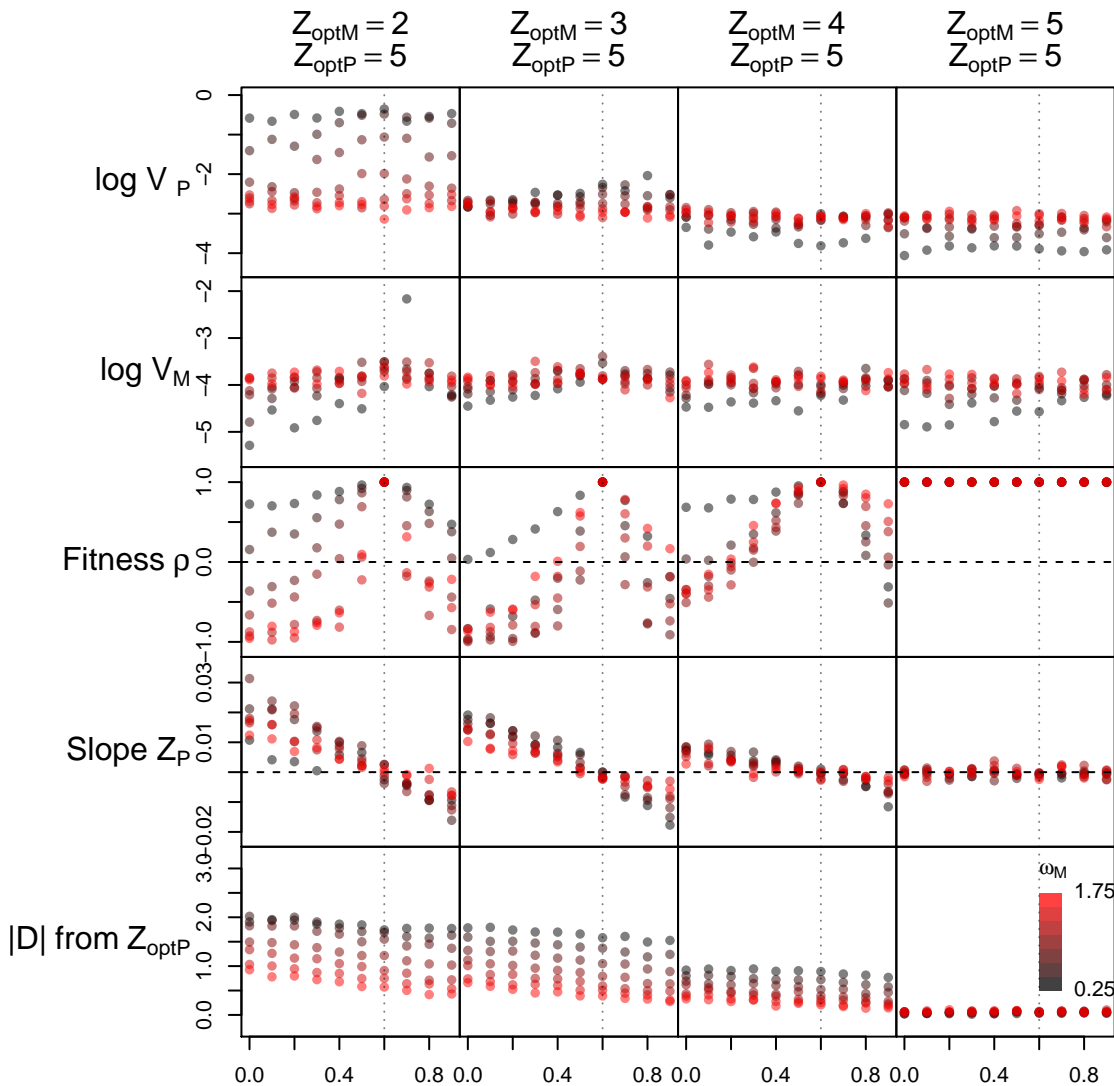 Z_optM = 2 Z_optM = 3 Z_optM = 4 Z_optM = 5
Z_optP = 5 Z_optP = 5 Z_optP = 5 Z_optP = 5
log V_P
0
−2
−4
log V_M
−2
−3
−4
−5
Fitness ρ
1.0
0.0
−1.0
Slope Z_P
0.03
0.01
−0.02
|D| from Z_optP
3.0
2.0
1.0
0.0
ω_M
1.75
0.25
0.0 0.4 0.8 0.0 0.4 0.8 0.0 0.4 0.8 0.0 0.4 0.8